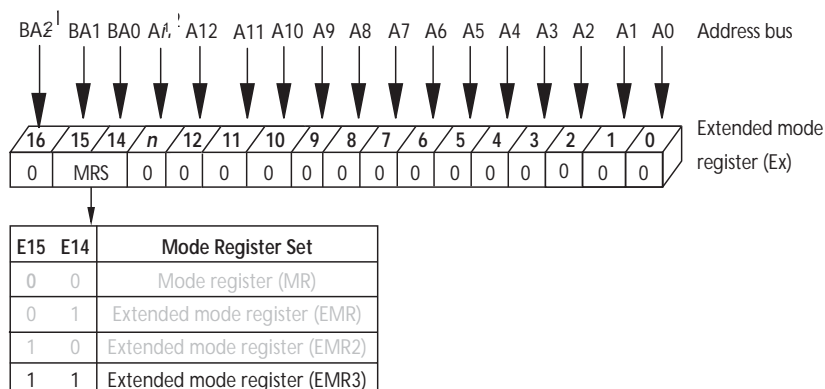 BA2 BA1 BA0 An A12 A11 A10 A9 A8 A7 A6 A5 A4 A3 A2 A1 A0 Address bus
16 15 14 n 12 11 10 9 8 7 6 5 4 3 2 1 0 Extended mode
0 MRS 0 0 0 0 0 0 0 0 0 0 0 0 0 0 register (Ex)
E15 E14 Mode Register Set
0 0 Mode register (MR)
0 1 Extended mode register (EMR)
1 0 Extended mode register (EMR2)
1 1 Extended mode register (EMR3)